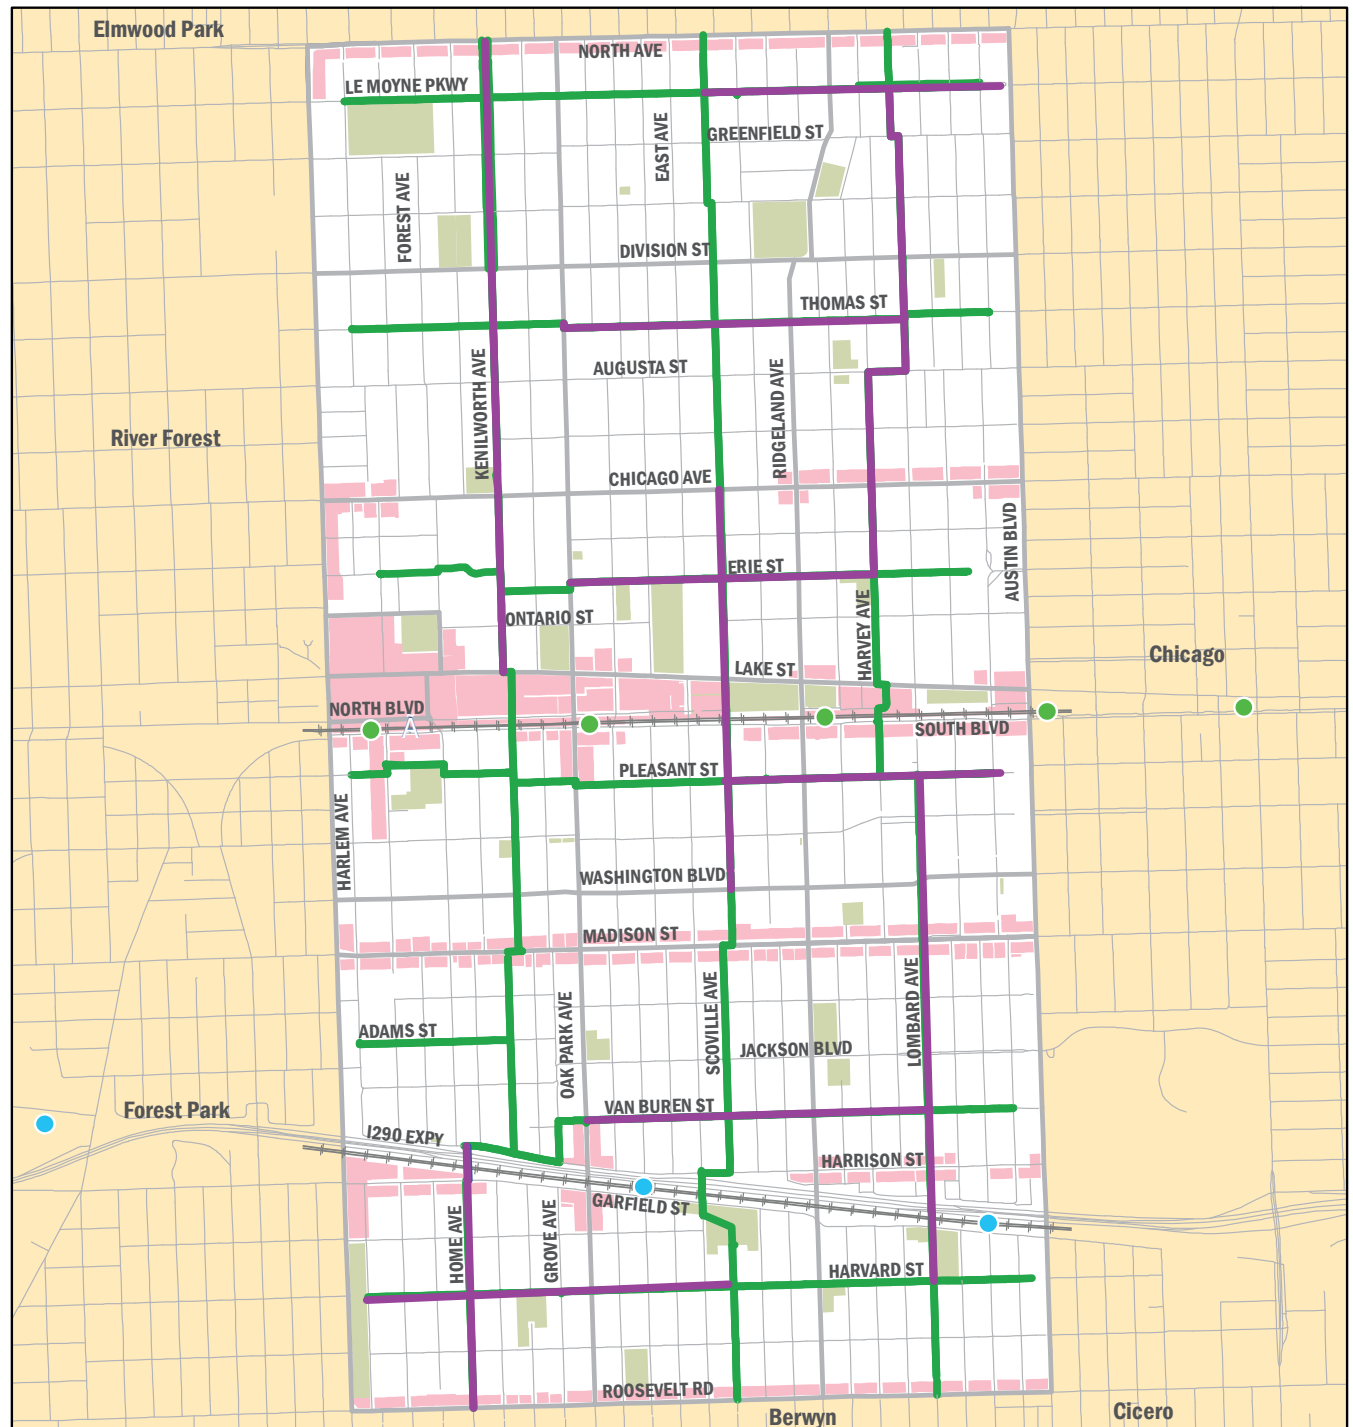 Elmwood Park
NORTH AVE
LE MOYNE PKWY
GREENFIELD ST
EAST AVE
FOREST AVE
DIVISION ST
THOMAS ST
KENILWORTH AVE
AUGUSTA ST
RIDGELAND AVE
River Forest
CHICAGO AVE
AUSTIN BLVD
ERIE ST
HARVEY AVE
ONTARIO ST
LAKE ST
Chicago
NORTH BLVD
SOUTH BLVD
PLEASANT ST
HARLEM AVE
WASHINGTON BLVD
MADISON ST
OAK PARK AVE
SCOVILLE AVE
LOMBARD AVE
ADAMS ST
JACKSON BLVD
Forest Park
VAN BUREN ST
I290 EXPY
HARRISON ST
GARFIELD ST
HOME AVE
GROVE AVE
HARVARD ST
ROOSEVELT RD
Berwyn
Cicero